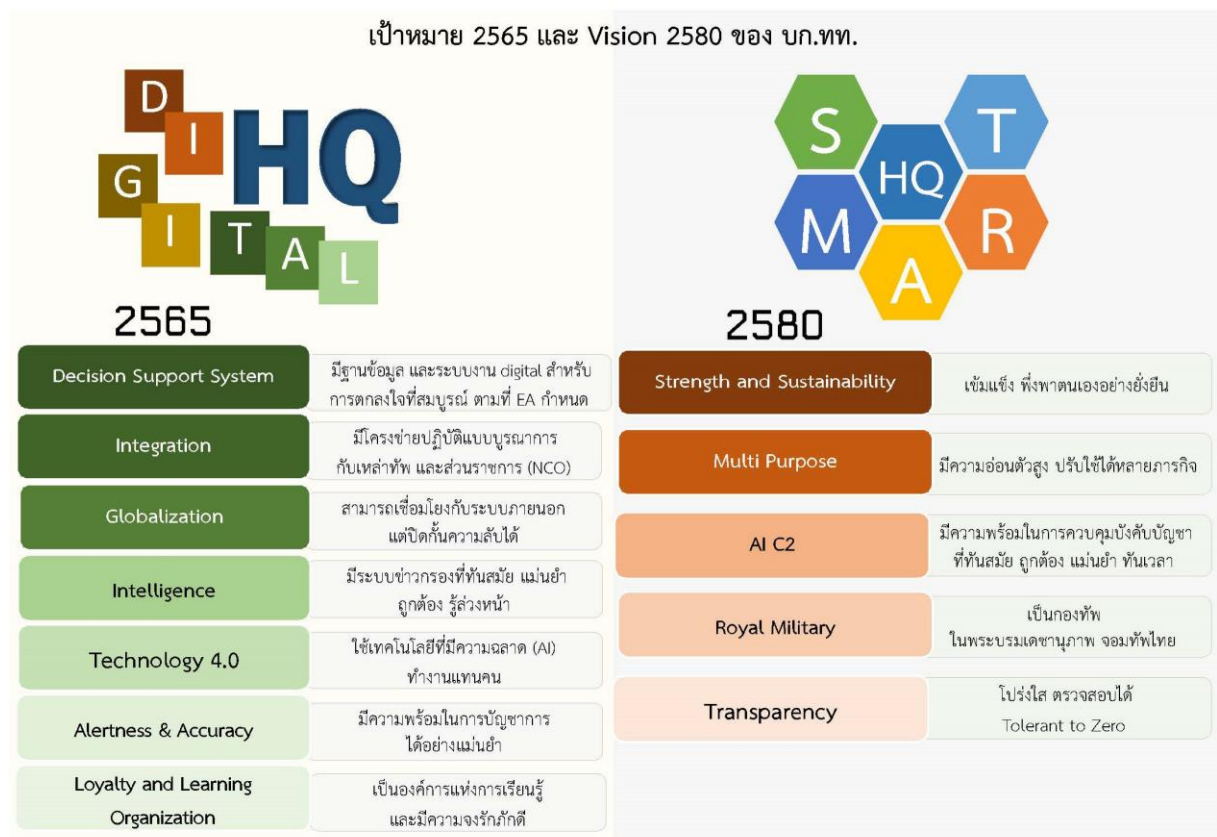 เป้าหมาย 2565 และ Vision 2580 ของ บก.ทท.
DIGITAL HQ
2565
Decision Support System
มีฐานข้อมูล และระบบงาน digital สำหรับ
การตกลงใจที่สมบูรณ์ ตามที่ EA กำหนด
Integration
มีโครงข่ายปฏิบัติแบบบูรณาการ
กับเหล่าทัพ และส่วนราชการ (NCO)
Globalization
สามารถเชื่อมโยงกับระบบภายนอก
แต่ปิดกั้นความลับได้
Intelligence
มีระบบข่าวกรองที่ทันสมัย แม่นยำ
ถูกต้อง รู้ล่วงหน้า
Technology 4.0
ใช้เทคโนโลยีที่มีความฉลาด (AI)
ทำงานแทนคน
Alertness & Accuracy
มีความพร้อมในการบัญชาการ
ได้อย่างแม่นยำ
Loyalty and Learning
Organization
เป็นองค์การแห่งการเรียนรู้
และมีความจงรักภักดี
SMART HQ
2580
Strength and Sustainability
เข้มแข็ง พึ่งพาตนเองอย่างยั่งยืน
Multi Purpose
มีความอ่อนตัวสูง ปรับใช้ได้หลายภารกิจ
AI C2
มีความพร้อมในการควบคุมบังคับบัญชา
ที่ทันสมัย ถูกต้อง แม่นยำ ทันเวลา
Royal Military
เป็นกองทัพ
ในพระบรมเดชานุภาพ จอมทัพไทย
Transparency
โปร่งใส ตรวจสอบได้
Tolerant to Zero